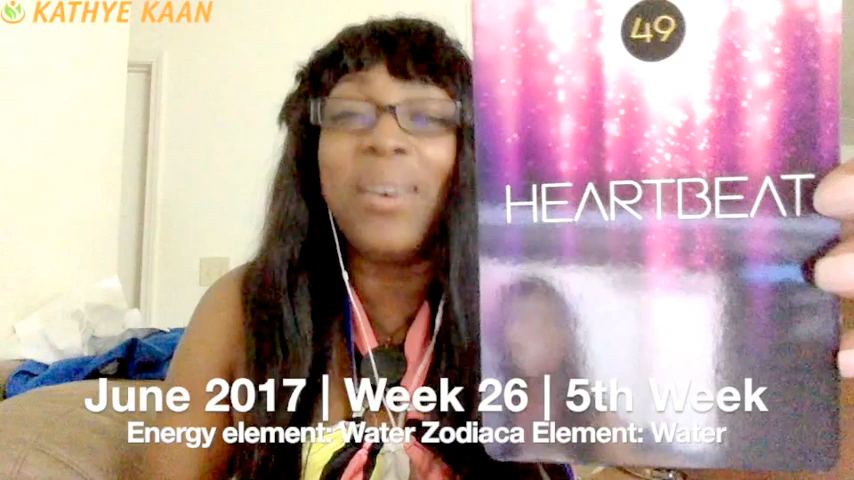 KATHYE KAAN
49
HEARTBEAT
June 2017 | Week 26 | 5th Week
Energy element: Water Zodiaca Element: Water